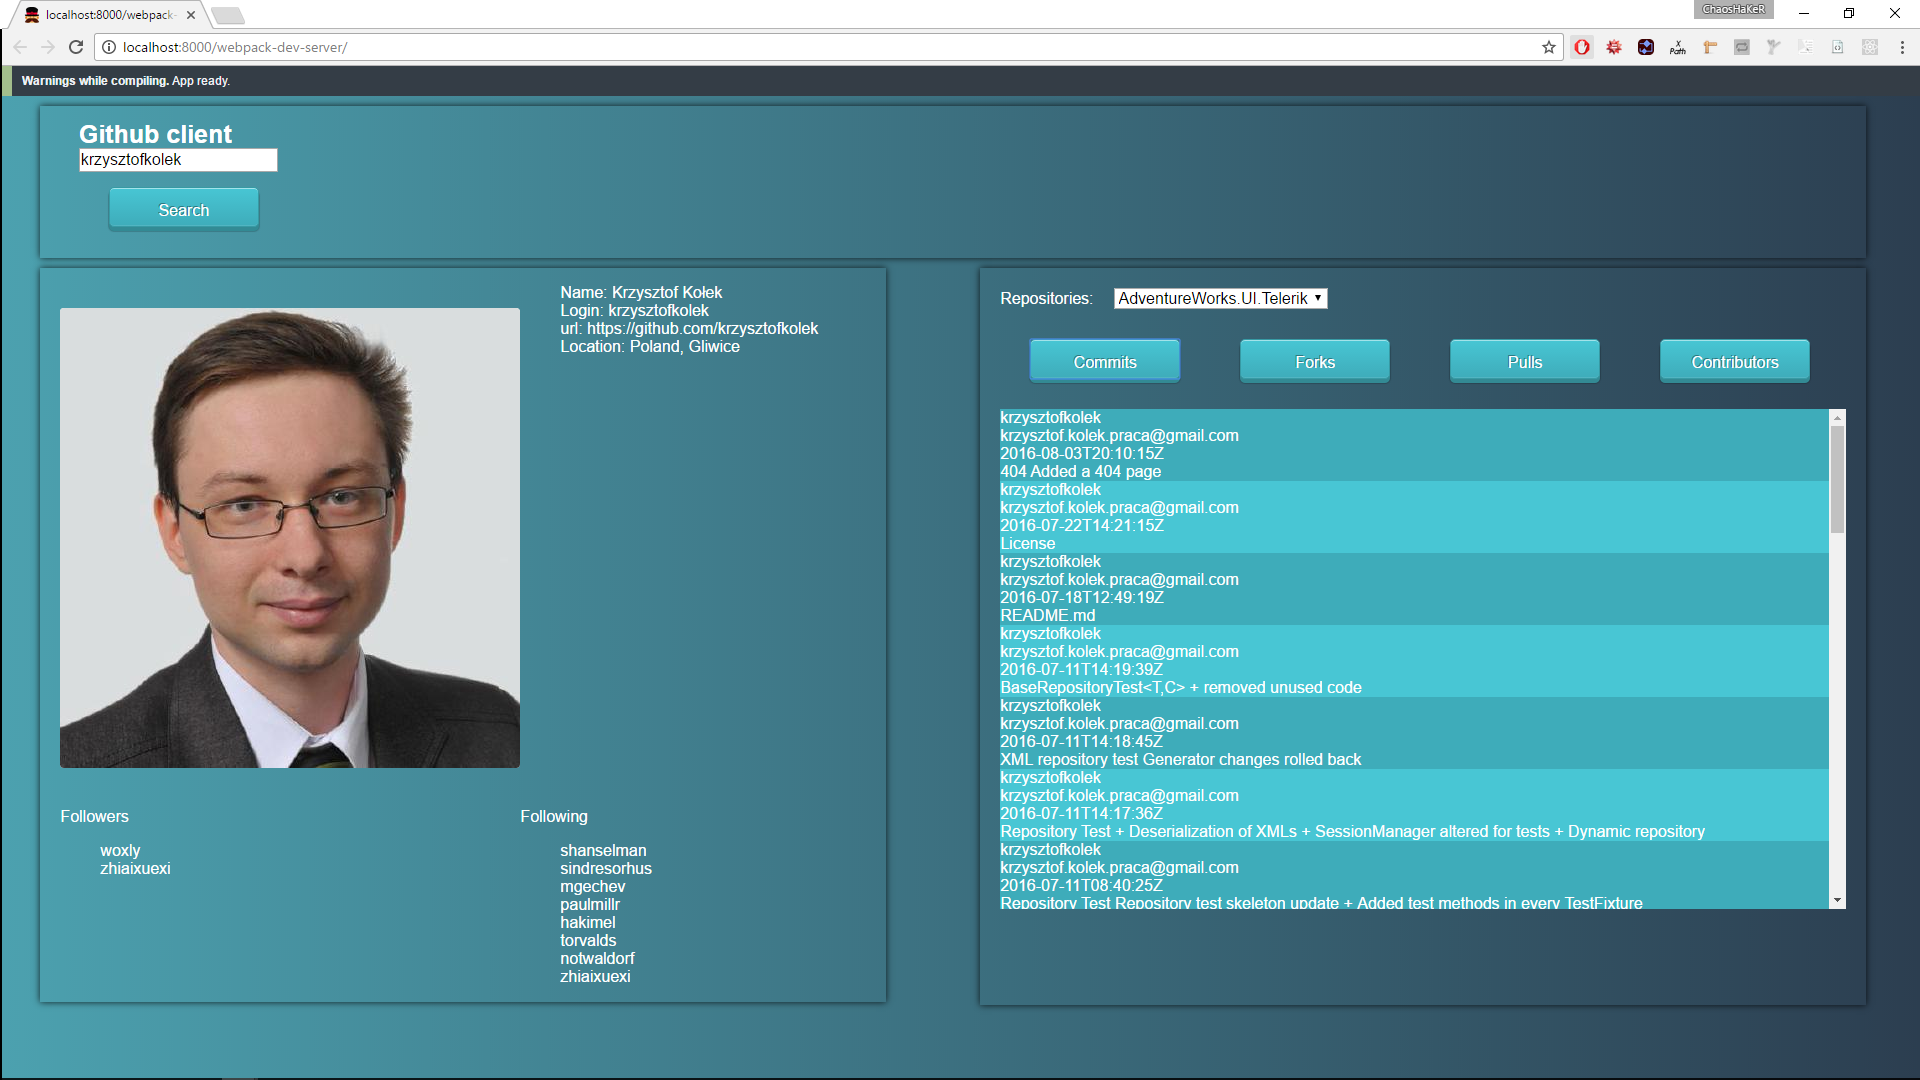 localhost:8000/webpack-
ChaosHaKeR
localhost:8000/webpack-dev-server/
X
Path
Warnings while compiling. App ready.
Github client
krzysztofkolek
Search
Name: Krzysztof Kołek
Login: krzysztofkolek
url: https://github.com/krzysztofkolek
Location: Poland, Gliwice
Followers
woxly
zhiaixuexi
Following
shanselman
sindresorhus
mgechev
paulmillr
hakimel
torvalds
notwaldorf
zhiaixuexi
Repositories: AdventureWorks.UI.Telerik
Commits Forks Pulls Contributors
krzysztofkolek
krzysztof.kolek.praca@gmail.com
2016-08-03T20:10:15Z
404 Added a 404 page
krzysztofkolek
krzysztof.kolek.praca@gmail.com
2016-07-22T14:21:15Z
License
krzysztofkolek
krzysztof.kolek.praca@gmail.com
2016-07-18T12:49:19Z
README.md
krzysztofkolek
krzysztof.kolek.praca@gmail.com
2016-07-11T14:19:39Z
BaseRepositoryTest<T,C> + removed unused code
krzysztofkolek
krzysztof.kolek.praca@gmail.com
2016-07-11T14:18:45Z
XML repository test Generator changes rolled back
krzysztofkolek
krzysztof.kolek.praca@gmail.com
2016-07-11T14:17:36Z
Repository Test + Deserialization of XMLs + SessionManager altered for tests + Dynamic repository
krzysztofkolek
krzysztof.kolek.praca@gmail.com
2016-07-11T08:40:25Z
Repository Test Repository test skeleton update + Added test methods in every TestFixture